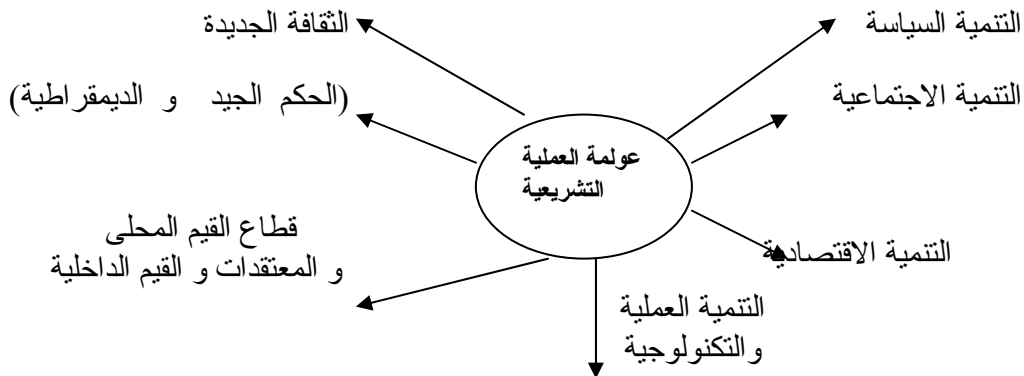 التنمية السياسة
الثقافة الجديدة
التنمية الاجتماعية
(الحكم الجيد و الديمقراطية)
عولمة العملية
التشريعية
قطاع القيم المحلى
و المعتقدات و القيم الداخلية
التنمية الاقتصادية
التنمية العملية
والتكنولوجية